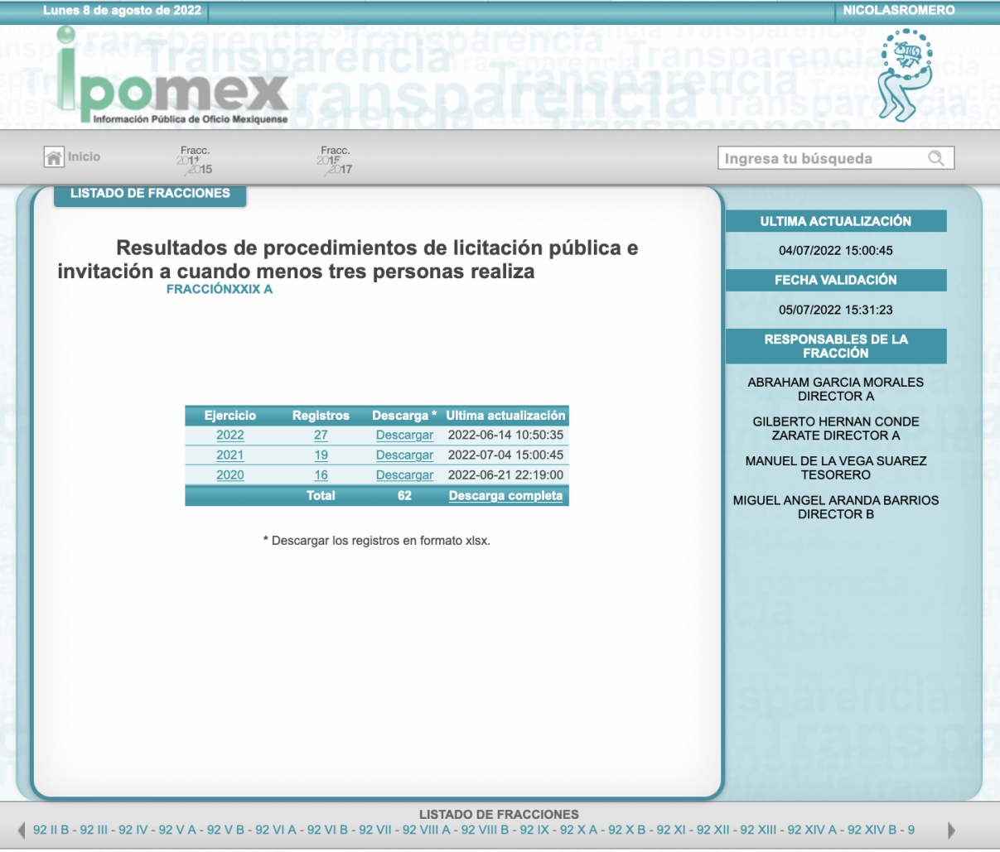 Lunes 8 de agosto de 2022
NICOLASROMERO
ipomex
Información Pública de Oficio Mexiquense
Inicio
Fracc.
2011
2015
Fracc.
2015
2017
Ingresa tu búsqueda
LISTADO DE FRACCIONES
Resultados de procedimientos de licitación pública e
invitación a cuando menos tres personas realiza
FRACCIÓNXXIX A
Ejercicio Registros Descarga * Ultima actualización
2022 27 Descargar 2022-06-14 10:50:35
2021 19 Descargar 2022-07-04 15:00:45
2020 16 Descargar 2022-06-21 22:19:00
Total 62 Descarga completa
* Descargar los registros en formato xlsx.
ULTIMA ACTUALIZACIÓN
04/07/2022 15:00:45
FECHA VALIDACIÓN
05/07/2022 15:31:23
RESPONSABLES DE LA
FRACCIÓN
ABRAHAM GARCIA MORALES
DIRECTOR A
GILBERTO HERNAN CONDE
ZARATE DIRECTOR A
MANUEL DE LA VEGA SUAREZ
TESORERO
MIGUEL ANGEL ARANDA BARRIOS
DIRECTOR B
LISTADO DE FRACCIONES
92 II B - 92 III - 92 IV - 92 V A - 92 V B - 92 VI A - 92 VI B - 92 VII - 92 VIII A - 92 VIII B - 92 IX - 92 X A - 92 X B - 92 XI - 92 XII - 92 XIII - 92 XIV A - 92 XIV B - 9